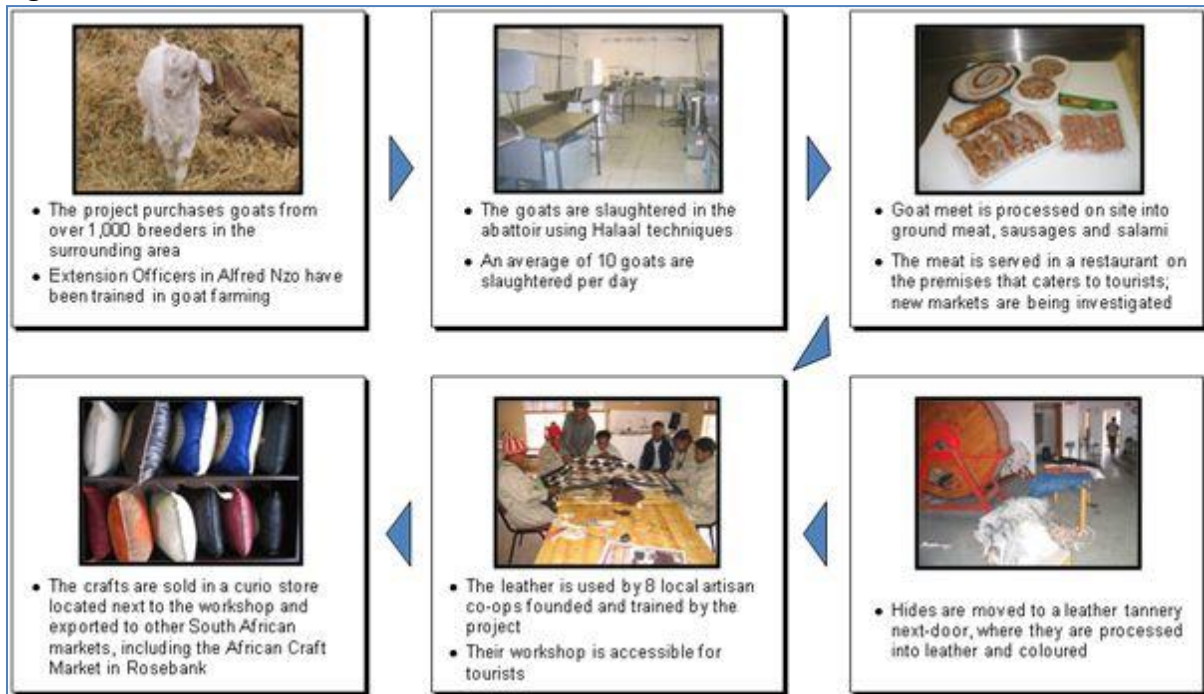 • The project purchases goats from
over 1,000 breeders in the
surrounding area
• Extension Officers in Alfred Nzo have
been trained in goat farming
• The goats are slaughtered in the
abattoir using Halaal techniques
• An average of 10 goats are
slaughtered per day
• Goat meet is processed on site into
ground meat, sausages and salami
• The meat is served in a restaurant on
the premises that caters to tourists;
new markets are being investigated
• Hides are moved to a leather tannery
next-door, where they are processed
into leather and coloured
• The leather is used by 8 local artisan
co-ops founded and trained by the
project
• Their workshop is accessible for
tourists
• The crafts are sold in a curio store
located next to the workshop and
exported to other South African
markets, including the African Craft
Market in Rosebank